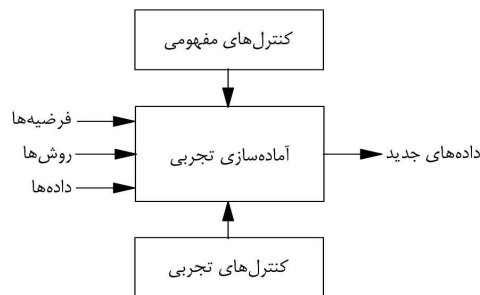 کنترل‌های مفهومی
فرضیه‌ها
روش‌ها
داده‌ها
آماده‌سازی تجربی
داده‌های جدید
کنترل‌های تجربی